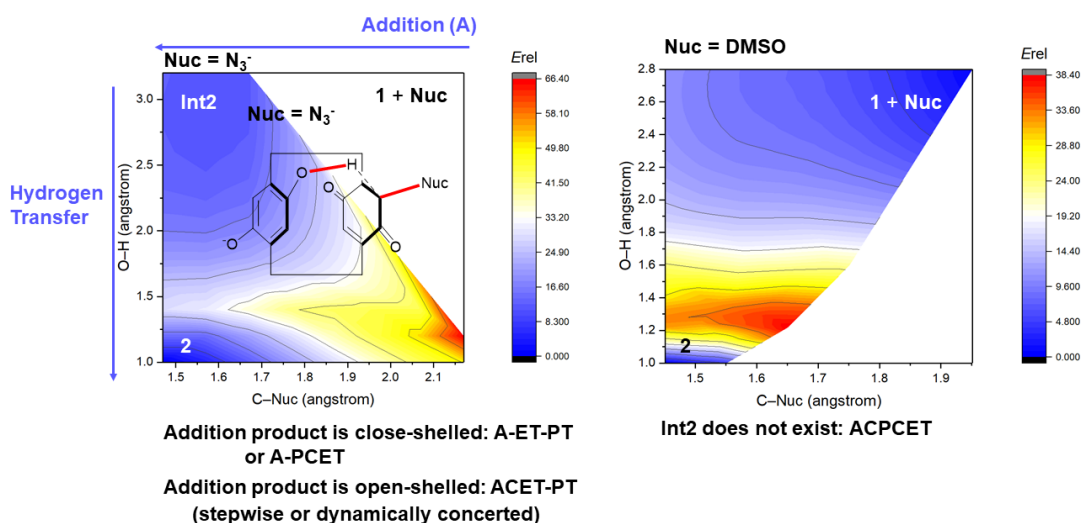 Addition (A)
Nuc = N₃⁻
Erel
Int2
1 + Nuc
Nuc = N₃⁻
Hydrogen
Transfer
O–H (angstrom)
3.0
2.5
2.0
1.5
1.0
H
O
O
Nuc
⁻O
O
2
1.5 1.6 1.7 1.8 1.9 2.0 2.1
C–Nuc (angstrom)
66.40
58.10
49.80
41.50
33.20
24.90
16.60
8.300
0.000
Addition product is close-shelled: A-ET-PT
or A-PCET
Addition product is open-shelled: ACET-PT
(stepwise or dynamically concerted)
Nuc = DMSO
Erel
1 + Nuc
O–H (angstrom)
2.8
2.6
2.4
2.2
2.0
1.8
1.6
1.4
1.2
1.0
2
1.5 1.6 1.7 1.8 1.9
C–Nuc (angstrom)
38.40
33.60
28.80
24.00
19.20
14.40
9.600
4.800
0.000
Int2 does not exist: ACPCET